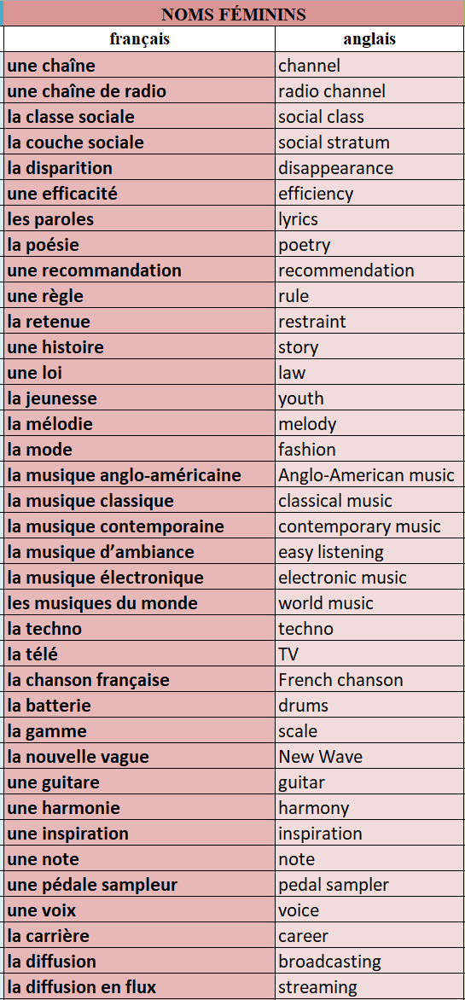 NOMS FÉMININS
français anglais
une chaîne channel
une chaîne de radio radio channel
la classe sociale social class
la couche sociale social stratum
la disparition disappearance
une efficacité efficiency
les paroles lyrics
la poésie poetry
une recommandation recommendation
une règle rule
la retenue restraint
une histoire story
une loi law
la jeunesse youth
la mélodie melody
la mode fashion
la musique anglo-américaine Anglo-American music
la musique classique classical music
la musique contemporaine contemporary music
la musique d’ambiance easy listening
la musique électronique electronic music
les musiques du monde world music
la techno techno
la télé TV
la chanson française French chanson
la batterie drums
la gamme scale
la nouvelle vague New Wave
une guitare guitar
une harmonie harmony
une inspiration inspiration
une note note
une pédale sampleur pedal sampler
une voix voice
la carrière career
la diffusion broadcasting
la diffusion en flux streaming